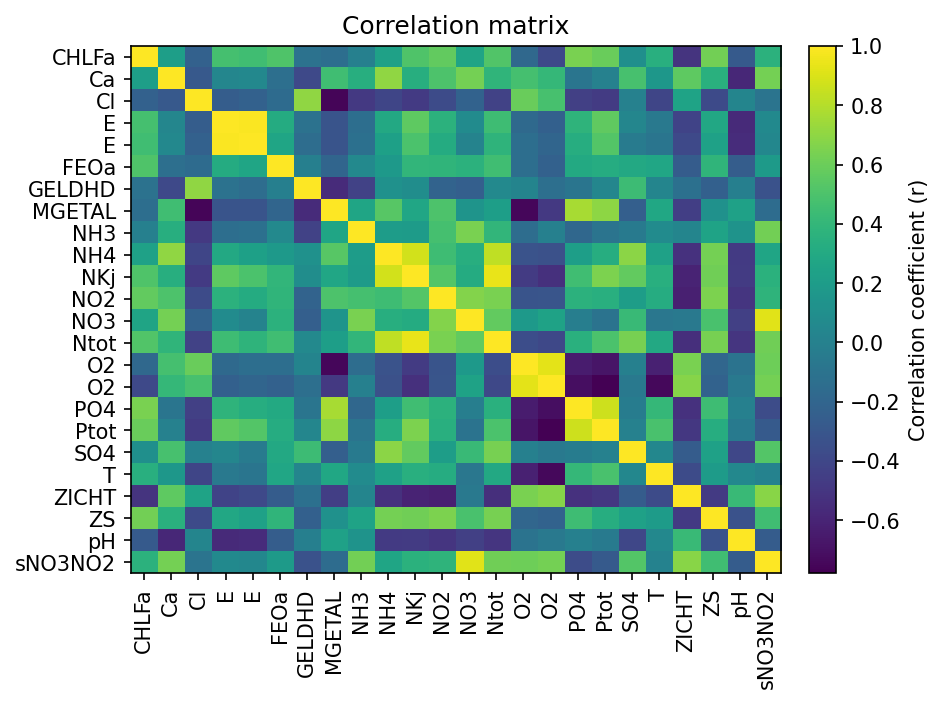 Correlation matrix
CHLFa
Ca
Cl
E
E
FEOa
GELDHD
MGETAL
NH3
NH4
NKj
NO2
NO3
Ntot
O2
O2
PO4
Ptot
SO4
T
ZICHT
ZS
pH
sNO3NO2
CHLFa
Ca
Cl
E
E
FEOa
GELDHD
MGETAL
NH3
NH4
NKj
NO2
NO3
Ntot
O2
O2
PO4
Ptot
SO4
T
ZICHT
ZS
pH
sNO3NO2
1.0
0.8
0.6
0.4
0.2
0.0
−0.2
−0.4
−0.6
Correlation coefficient (r)